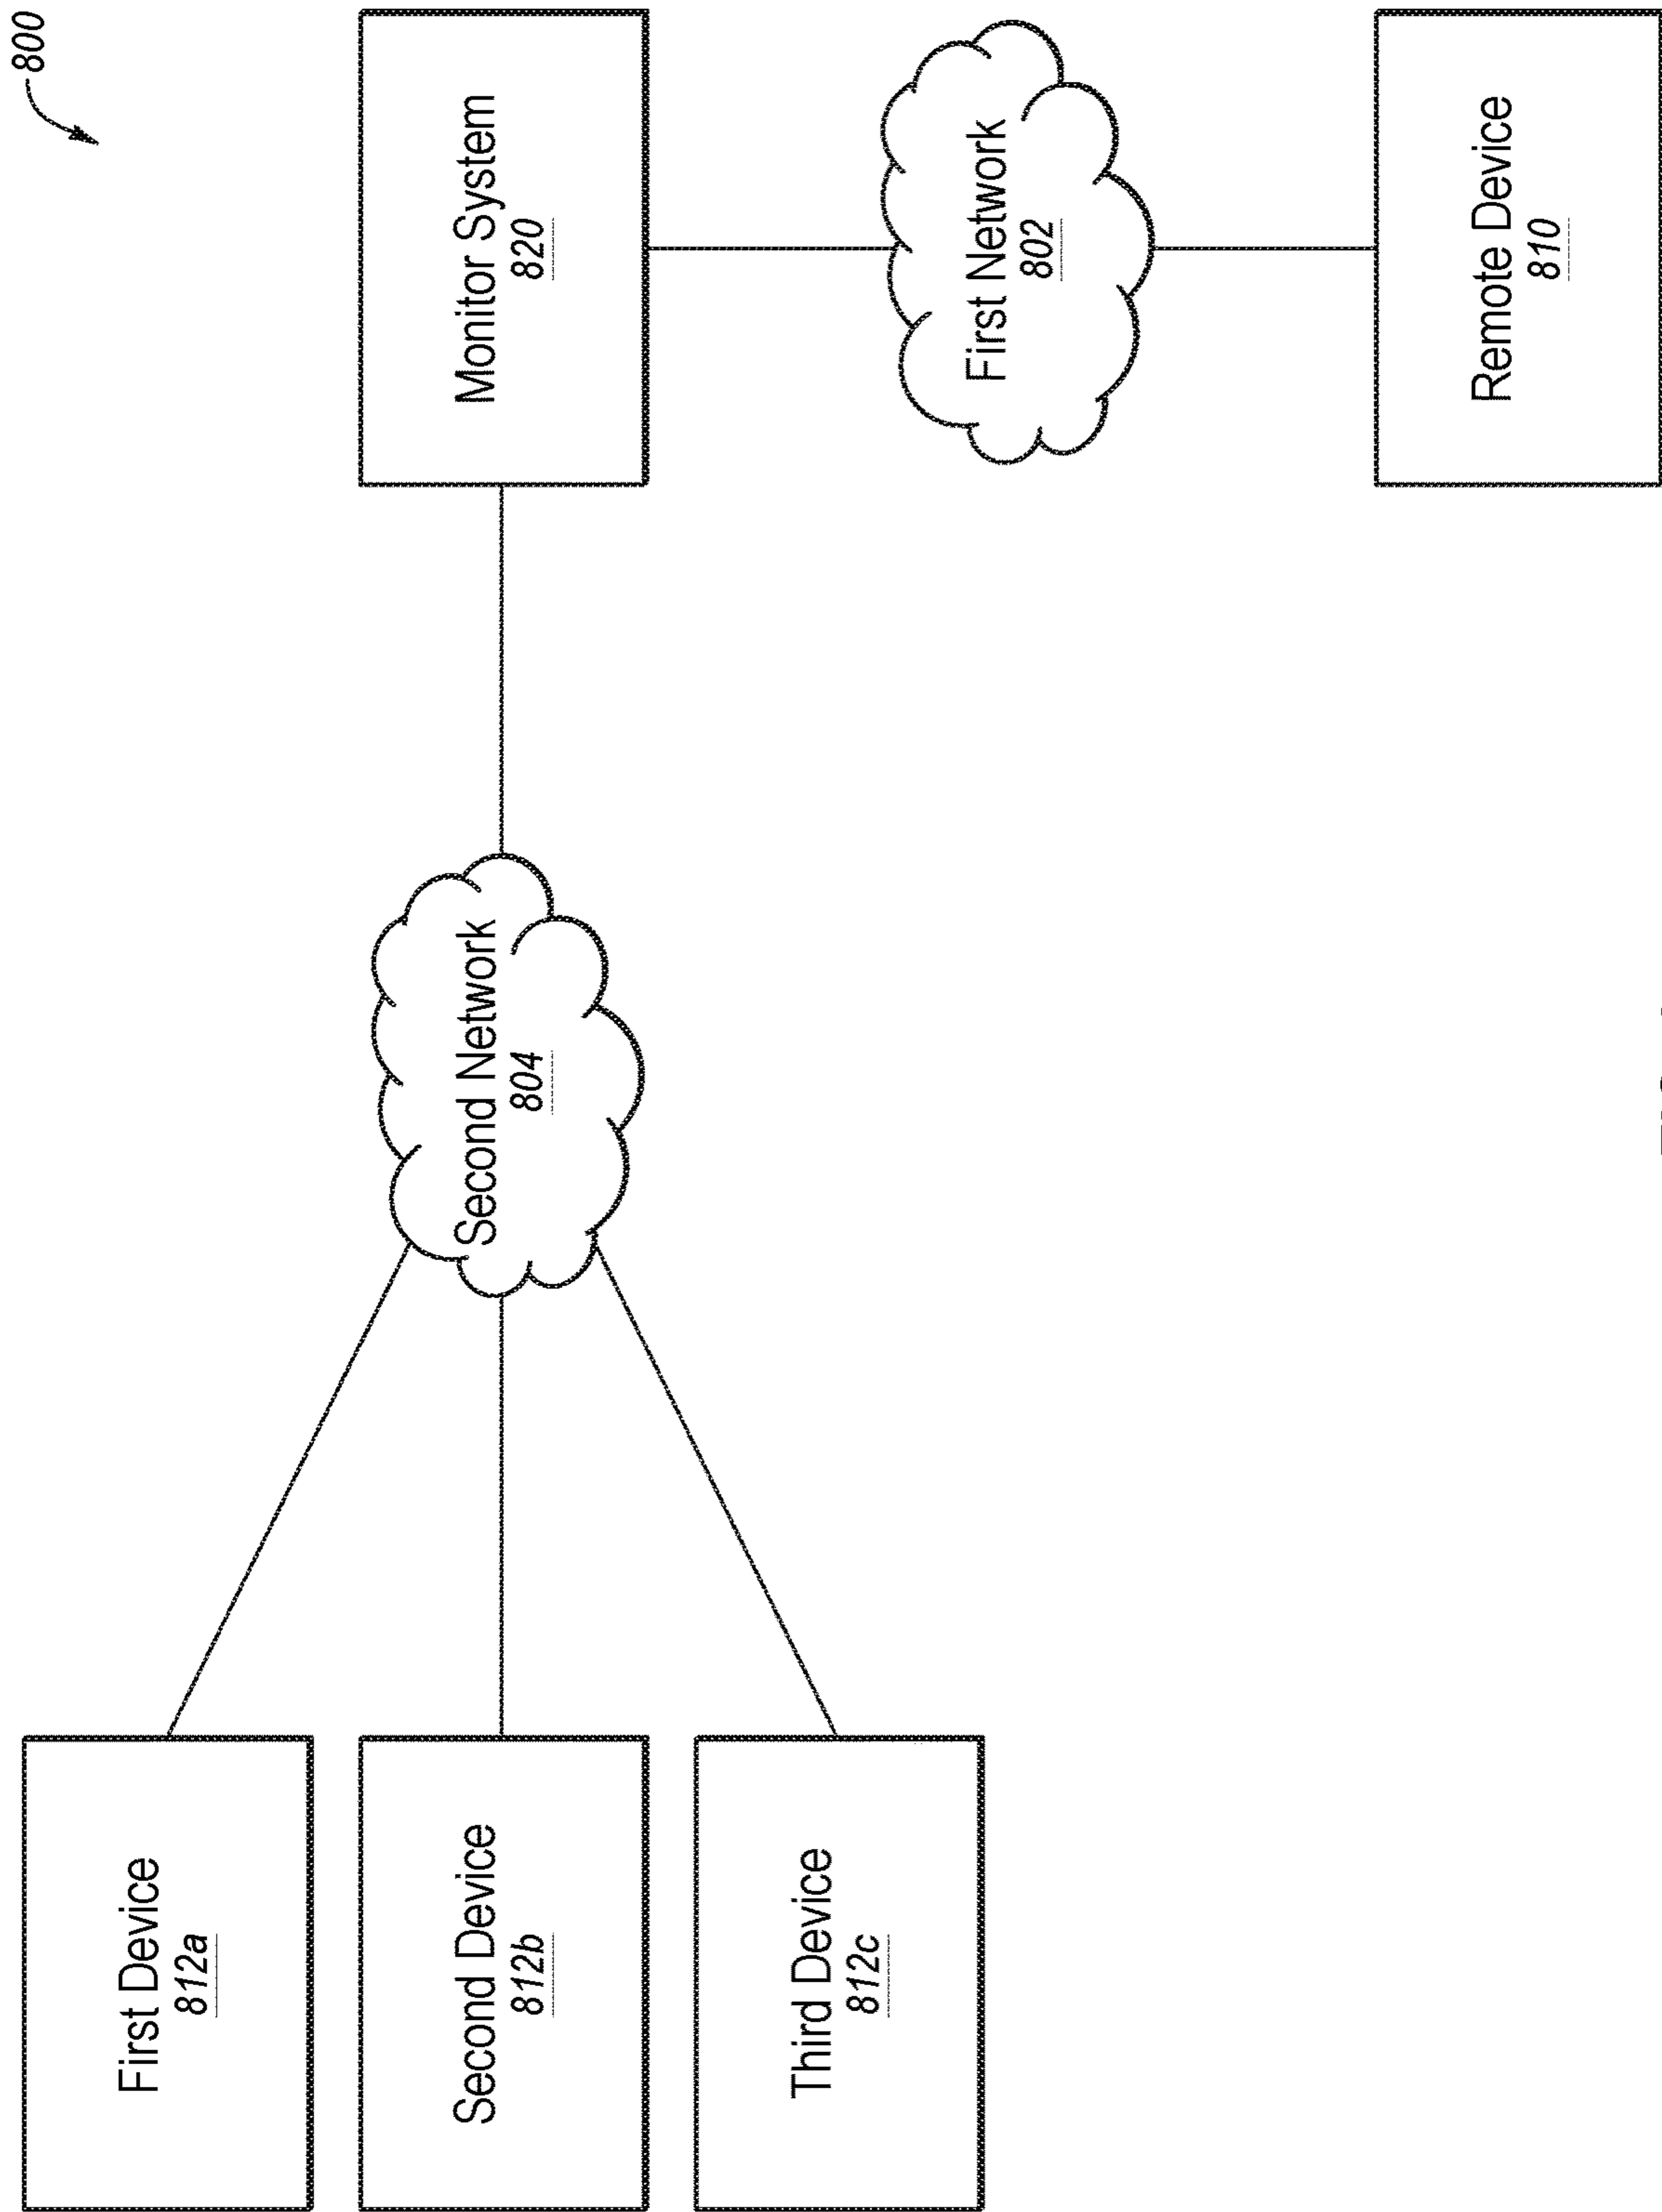 800
First Device
812a
Second Device
812b
Third Device
812c
Second Network
804
Monitor System
820
First Network
802
Remote Device
810